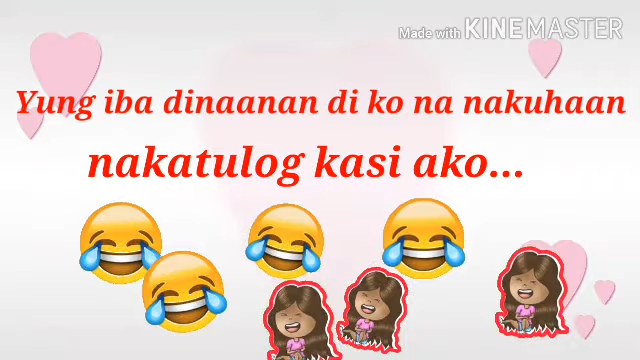 Made with KINEMASTER
Yung iba dinaanan di ko na nakuhaan
nakatulog kasi ako...